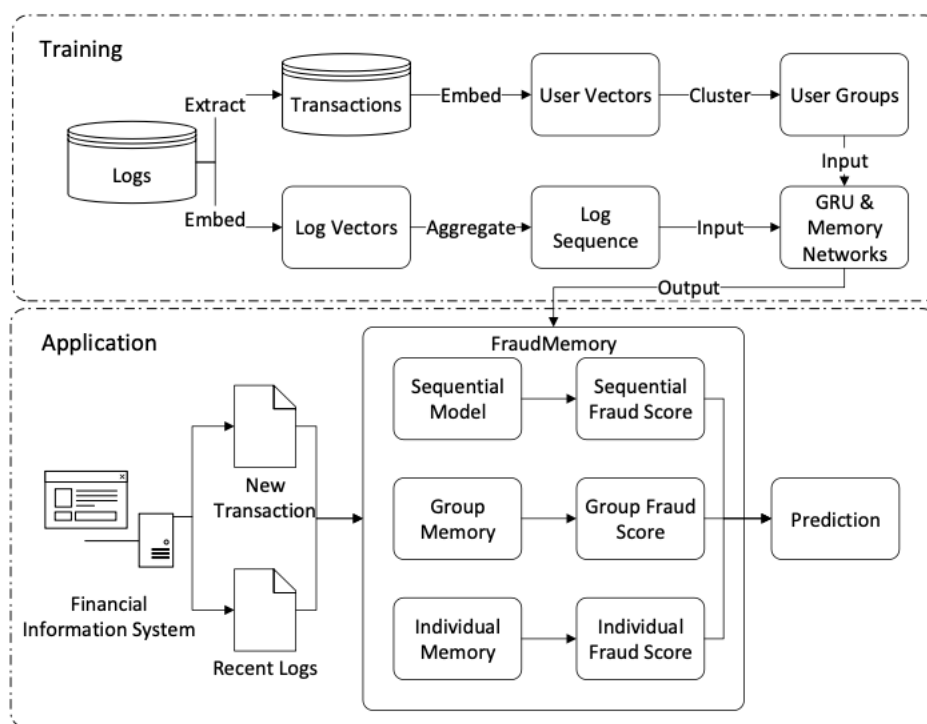 Training
Extract
Transactions
Embed
User Vectors
Cluster
User Groups
Logs
Input
Embed
Log Vectors
Aggregate
Log
Sequence
Input
GRU &
Memory
Networks
Output
Application
FraudMemory
Sequential
Model
Sequential
Fraud Score
New
Transaction
Group
Memory
Group Fraud
Score
Prediction
Financial
Information System
Recent Logs
Individual
Memory
Individual
Fraud Score